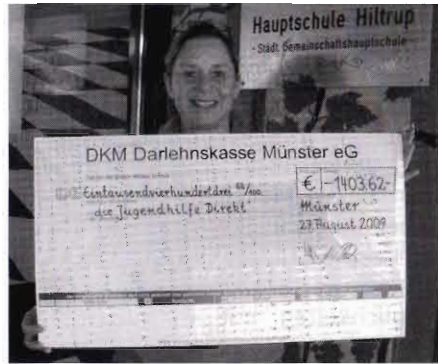 Hauptschule Hiltrup
- Städt. Gemeinschaftshauptschule -
DKM Darlehnskasse Münster eG
Eintausendvierhundertdrei 62/100
€ -1403,62-
die Jugendhilfe Direkt"
Münster
27. August 2009